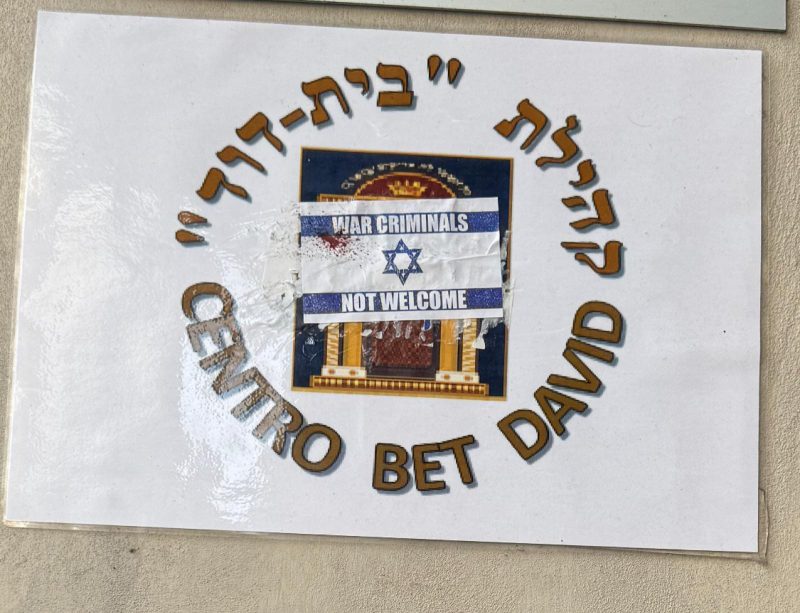 קהילת "בית-דוד"
WAR CRIMINALS
NOT WELCOME
CENTRO BET DAVID